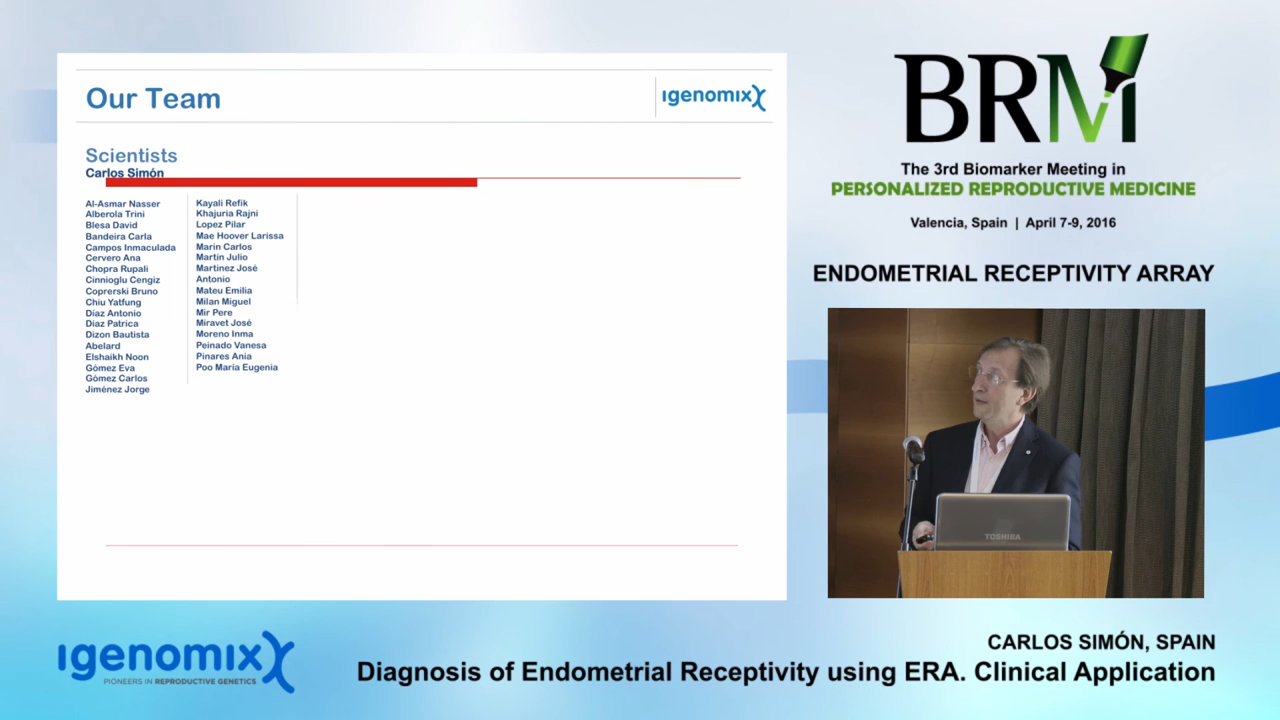 Our Team
igenomix
Scientists
Carlos Simón
Al-Asmar Nasser
Alberola Trini
Blesa David
Bandeira Carla
Campos Inmaculada
Cervero Ana
Chopra Rupali
Cinnioglu Cengiz
Coprerski Bruno
Chiu Yatfung
Díaz Antonio
Díaz Patrica
Dizon Bautista
Abelard
Elshaikh Noon
Gómez Eva
Gómez Carlos
Jiménez Jorge
Kayali Refik
Khajuria Rajni
Lopez Pilar
Mae Hoover Larissa
Marin Carlos
Martín Julio
Martinez José
Antonio
Mateu Emilia
Milan Miguel
Mir Pere
Miravet José
Moreno Inma
Peinado Vanesa
Pinares Ania
Poo María Eugenia
BRM
The 3rd Biomarker Meeting in
PERSONALIZED REPRODUCTIVE MEDICINE
Valencia, Spain | April 7-9, 2016
ENDOMETRIAL RECEPTIVITY ARRAY
TOSHIBA
igenomix
PIONEERS IN REPRODUCTIVE GENETICS
CARLOS SIMÓN, SPAIN
Diagnosis of Endometrial Receptivity using ERA. Clinical Application